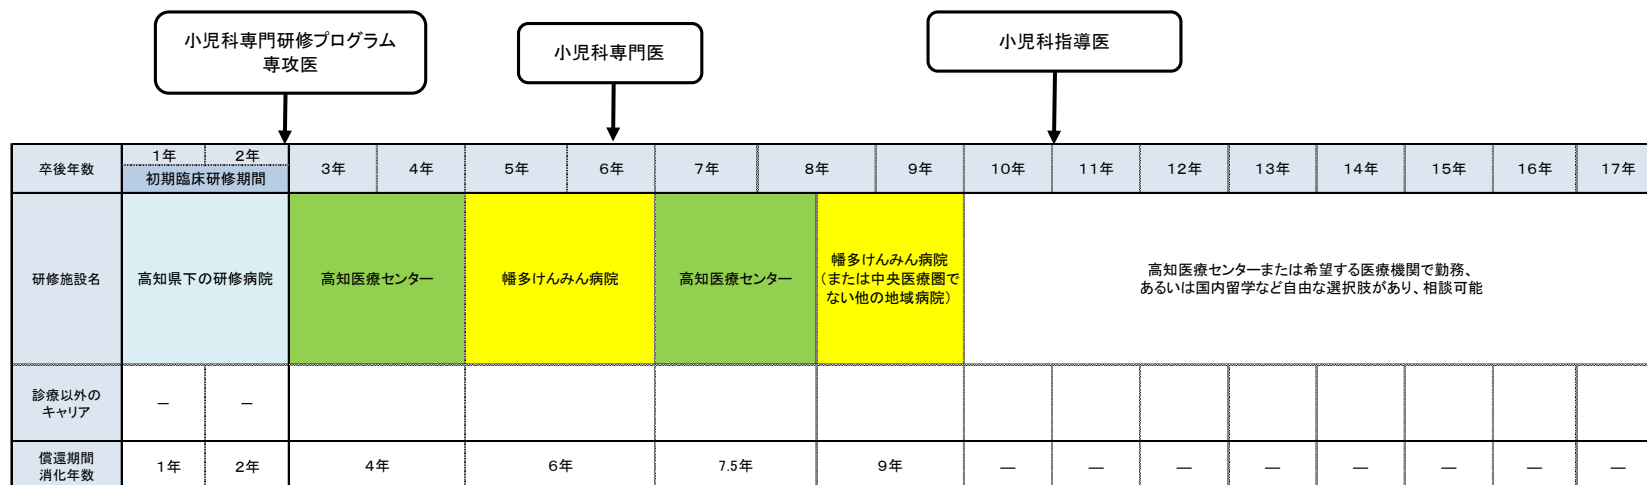 小児科専門研修プログラム
専攻医
小児科専門医
小児科指導医
卒後年数
1年
2年
初期臨床研修期間
3年
4年
5年
6年
7年
8年
9年
10年
11年
12年
13年
14年
15年
16年
17年
研修施設名
高知県下の研修病院
高知医療センター
幡多けんみん病院
高知医療センター
幡多けんみん病院
（または中央医療圏で
ない他の地域病院）
高知医療センターまたは希望する医療機関で勤務、
あるいは国内留学など自由な選択肢があり、相談可能
診療以外の
キャリア
－
－
償還期間
消化年数
1年
2年
4年
6年
7.5年
9年
―
―
―
―
―
―
―
―